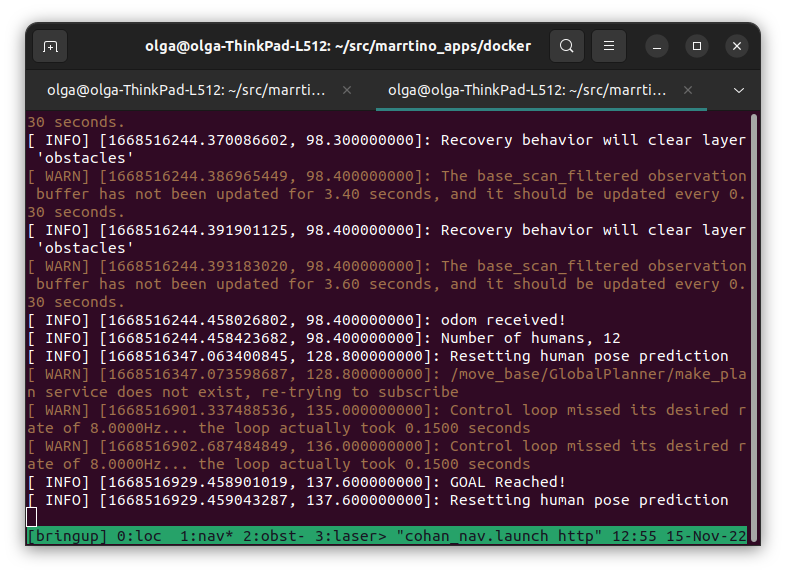 olga@olga-ThinkPad-L512: ~/src/marrtino_apps/docker
olga@olga-ThinkPad-L512: ~/src/marrti...
olga@olga-ThinkPad-L512: ~/src/marrti...
30 seconds.
[ INFO] [1668516244.370086602, 98.300000000]: Recovery behavior will clear layer
'obstacles'
[ WARN] [1668516244.386965449, 98.400000000]: The base_scan_filtered observation
buffer has not been updated for 3.40 seconds, and it should be updated every 0.
30 seconds.
[ INFO] [1668516244.391901125, 98.400000000]: Recovery behavior will clear layer
'obstacles'
[ WARN] [1668516244.393183020, 98.400000000]: The base_scan_filtered observation
buffer has not been updated for 3.60 seconds, and it should be updated every 0.
30 seconds.
[ INFO] [1668516244.458026802, 98.400000000]: odom received!
[ INFO] [1668516244.458423682, 98.400000000]: Number of humans, 12
[ INFO] [1668516347.063400845, 128.800000000]: Resetting human pose prediction
[ WARN] [1668516347.073598687, 128.800000000]: /move_base/GlobalPlanner/make_pla
n service does not exist, re-trying to subscribe
[ WARN] [1668516901.337488536, 135.000000000]: Control loop missed its desired r
ate of 8.0000Hz... the loop actually took 0.1500 seconds
[ WARN] [1668516902.687484849, 136.000000000]: Control loop missed its desired r
ate of 8.0000Hz... the loop actually took 0.1500 seconds
[ INFO] [1668516929.458901019, 137.600000000]: GOAL Reached!
[ INFO] [1668516929.459043287, 137.600000000]: Resetting human pose prediction
[bringup] 0:loc  1:nav* 2:obst- 3:laser> "cohan_nav.launch http" 12:55 15-Nov-22